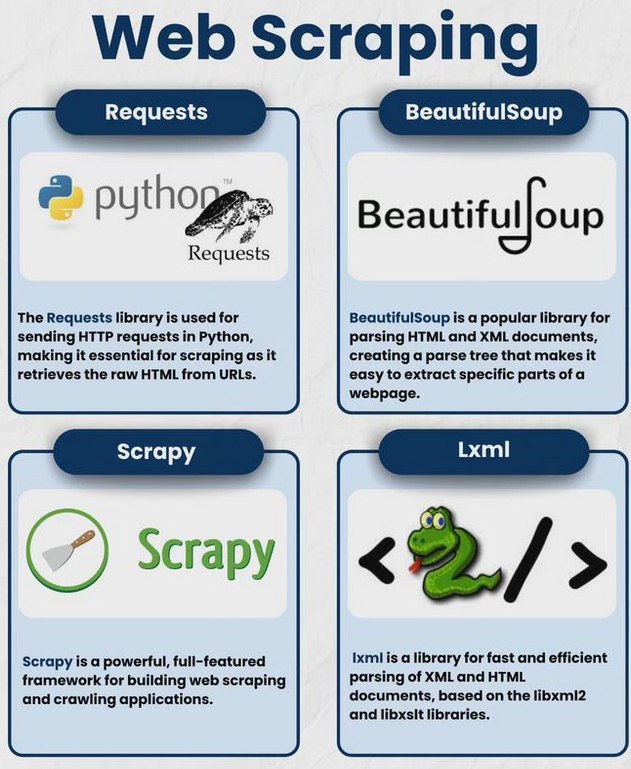 Web Scraping
Requests
python™
Requests
The Requests library is used for
sending HTTP requests in Python,
making it essential for scraping as it
retrieves the raw HTML from URLs.
BeautifulSoup
BeautifulSoup
BeautifulSoup is a popular library for
parsing HTML and XML documents,
creating a parse tree that makes it
easy to extract specific parts of a
webpage.
Scrapy
Scrapy
Scrapy is a powerful, full-featured
framework for building web scraping
and crawling applications.
Lxml
< / >
lxml is a library for fast and efficient
parsing of XML and HTML
documents, based on the libxml2
and libxslt libraries.